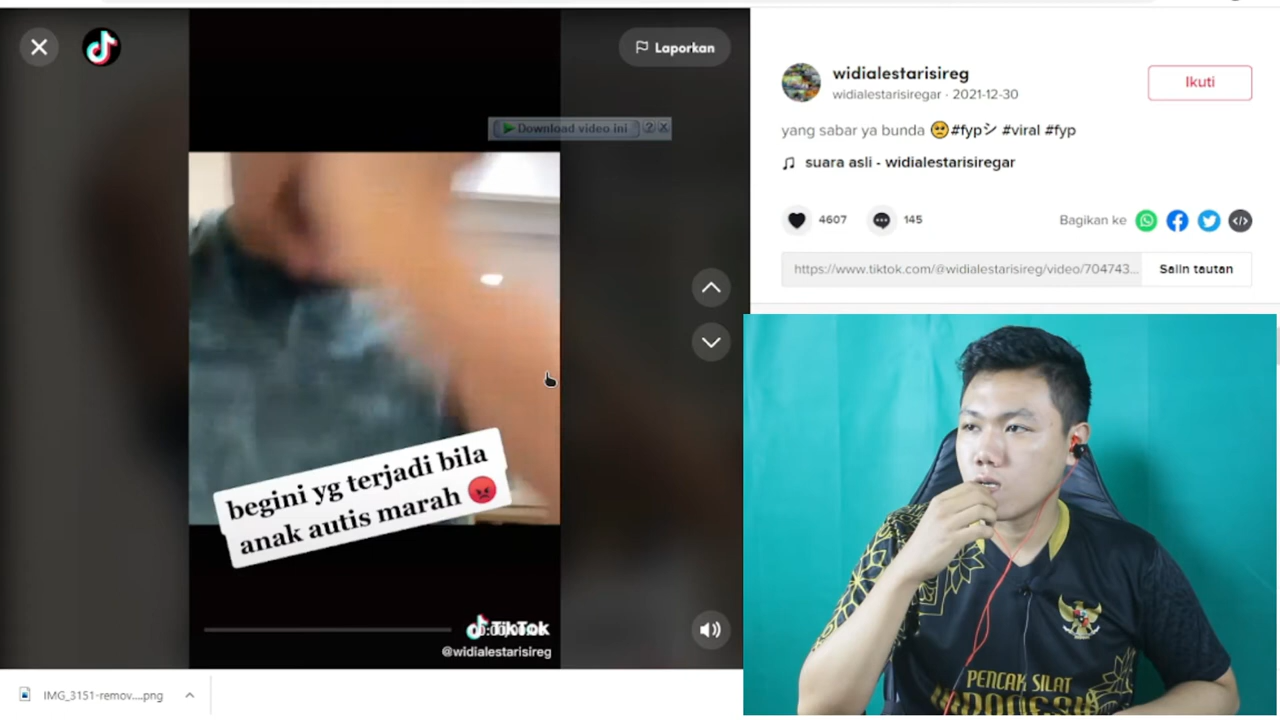 Laporkan
Download video ini
widialestarisireg
widialestarisiregar · 2021-12-30
Ikuti
yang sabar ya bunda 🥺#fypシ #viral #fyp
suara asli - widialestarisiregar
4607
145
Bagikan ke
https://www.tiktok.com/@widialestarisireg/video/704743...
Salin tautan
begini yg terjadi bila
anak autis marah 😡
TikTok
@widialestarisireg
PENCAK SILAT
INDONESIA
IMG_3151-remov....png